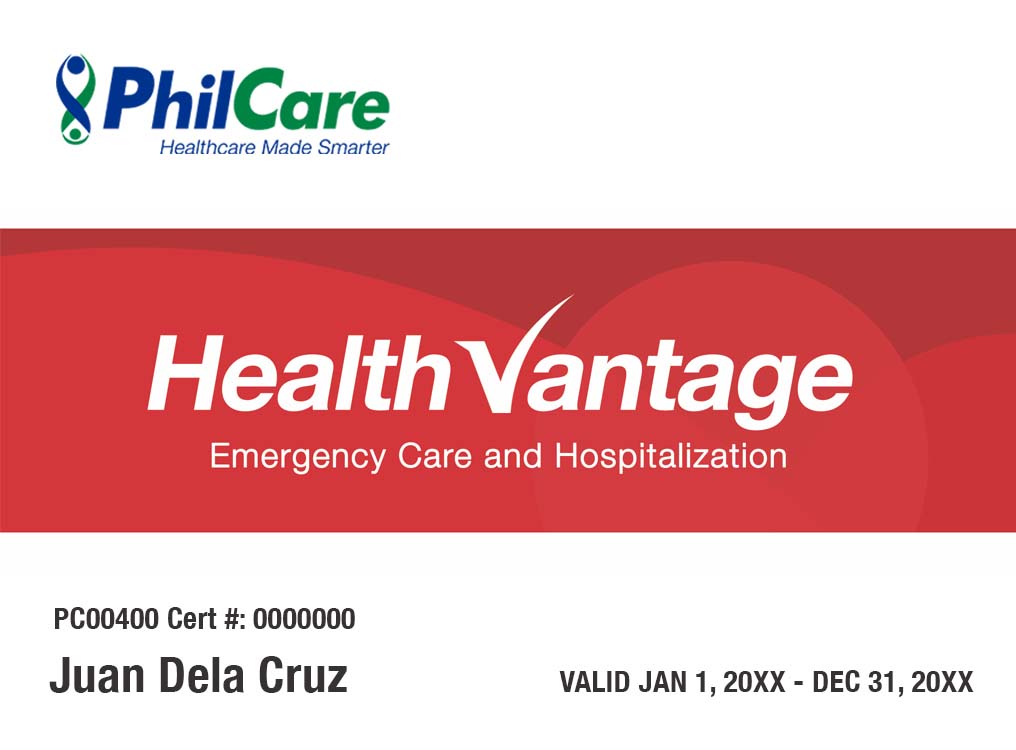 PhilCare
Healthcare Made Smarter
HealthVantage
Emergency Care and Hospitalization
PC00400 Cert #: 0000000
Juan Dela Cruz
VALID JAN 1, 20XX - DEC 31, 20XX